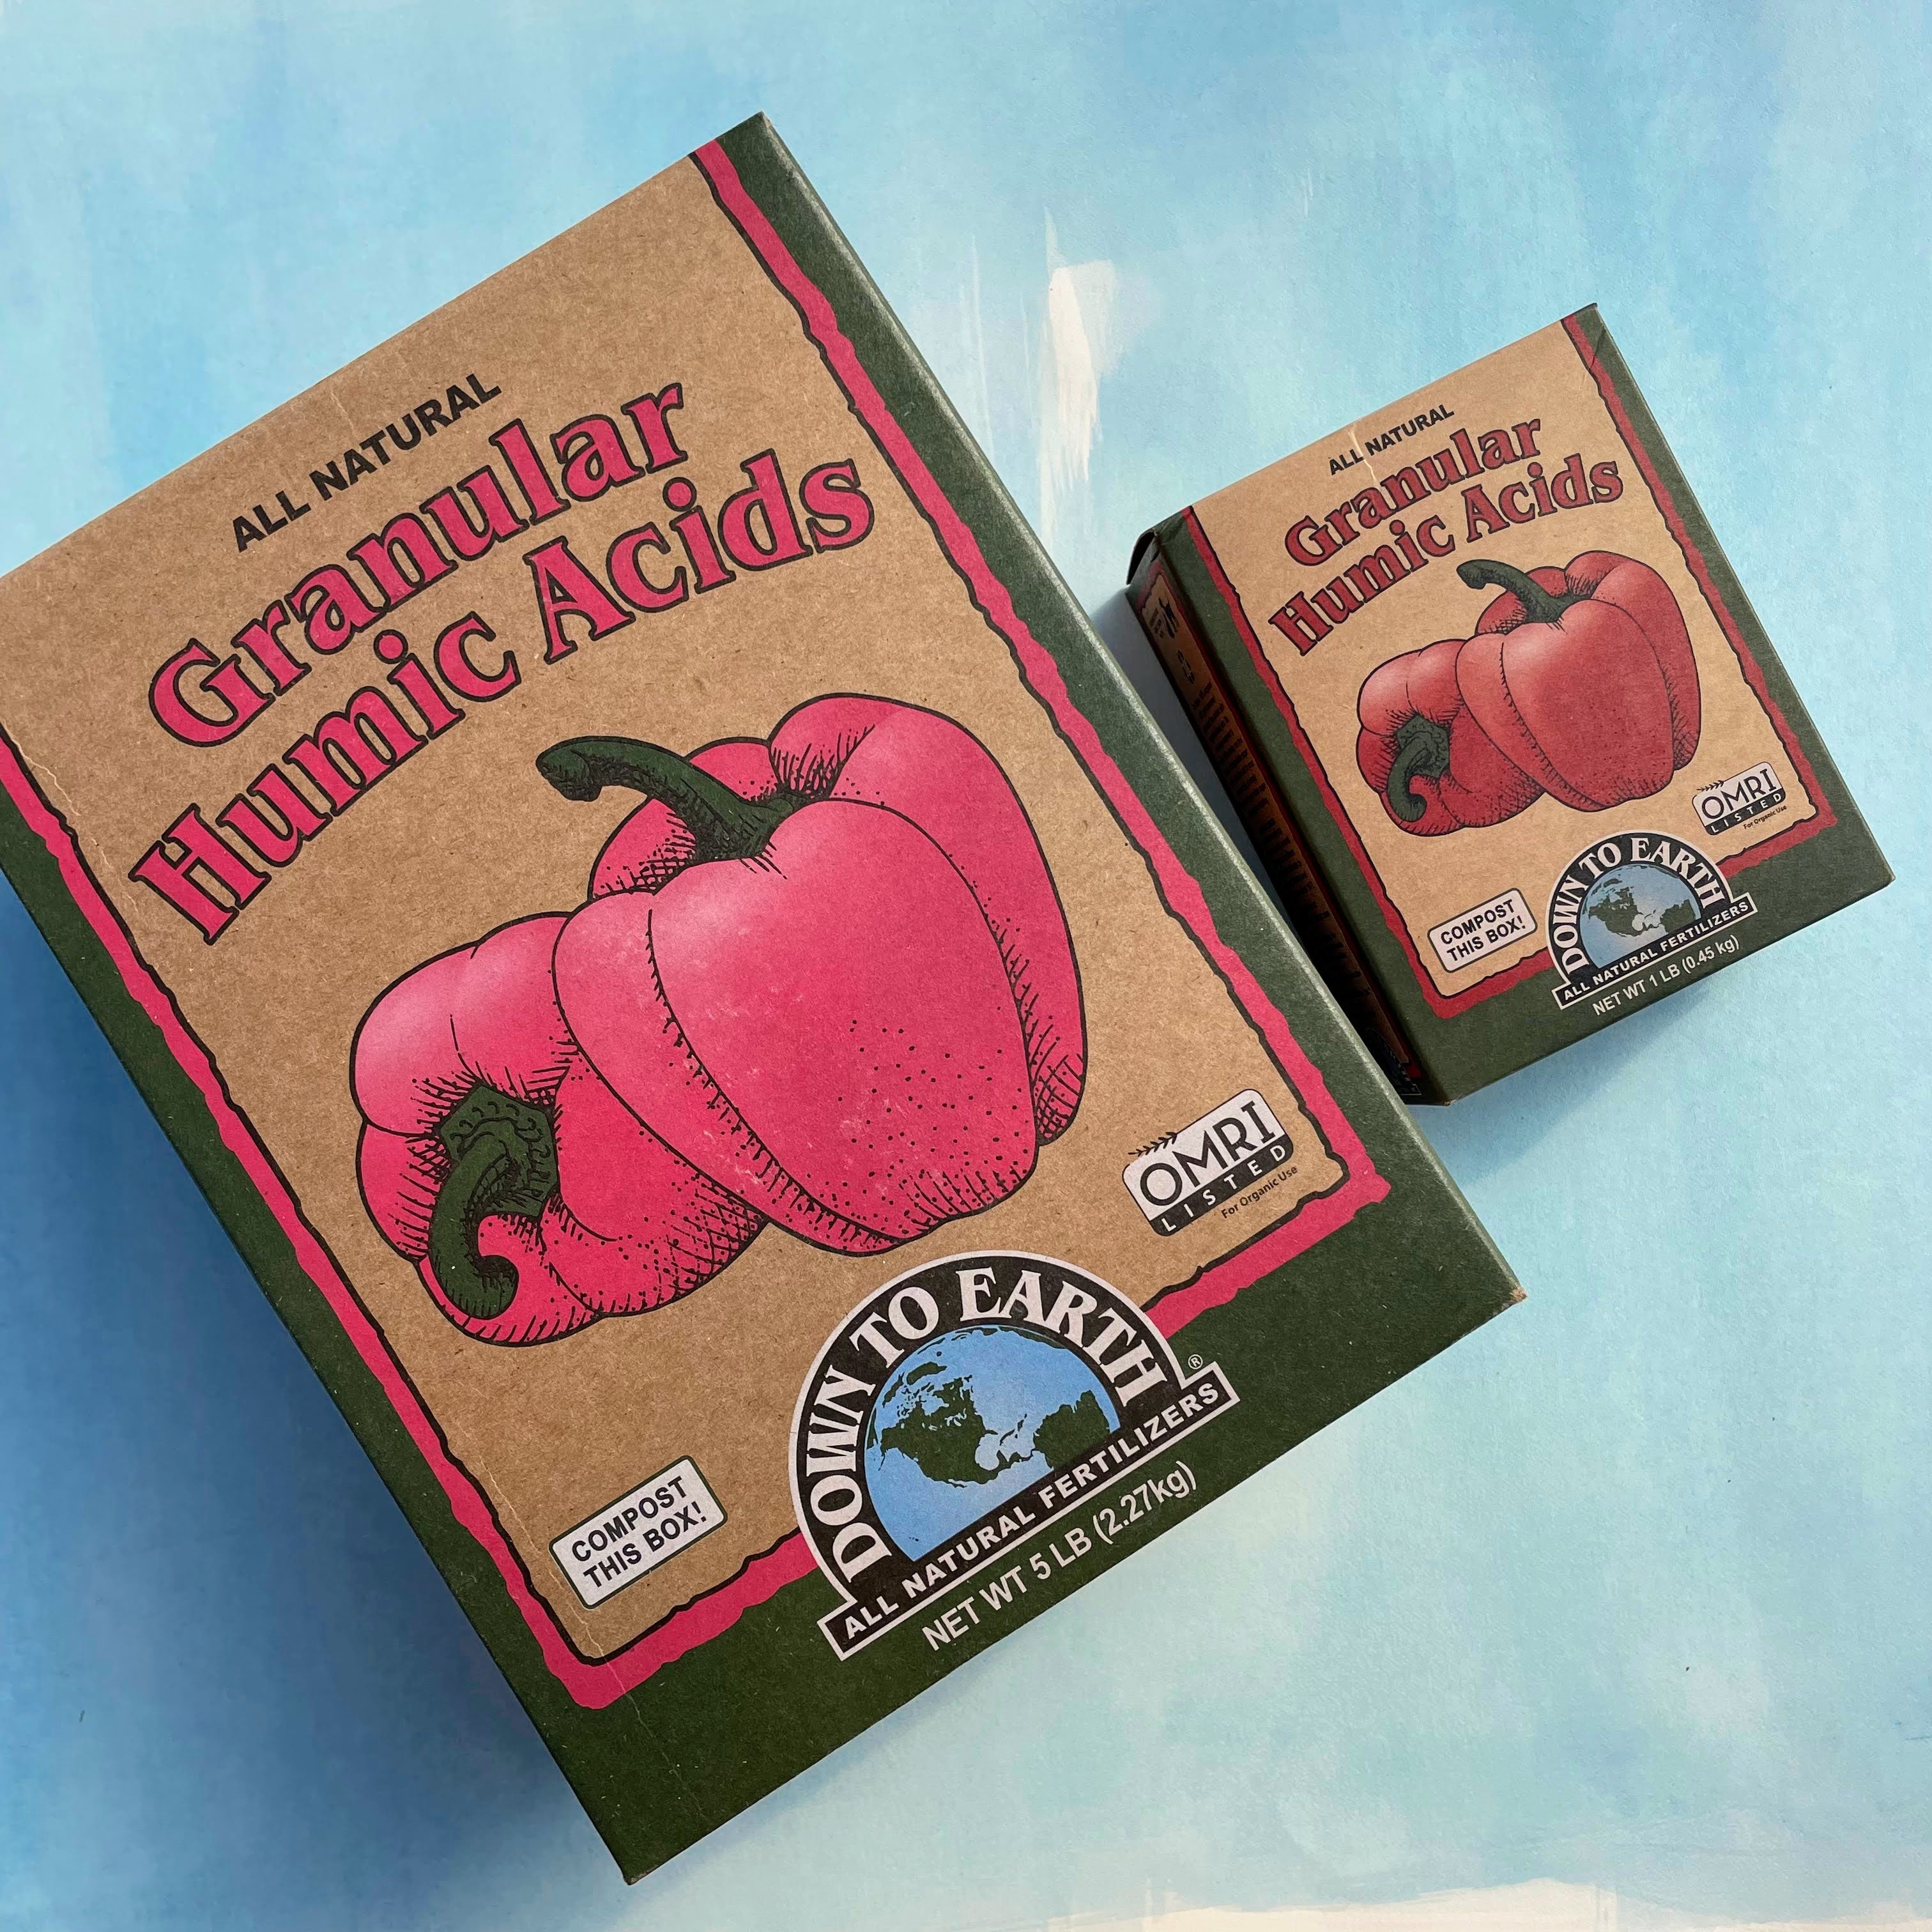 ALL NATURAL
Granular
Humic Acids
OMRI
LISTED
For Organic Use
COMPOST
THIS BOX!
DOWN TO EARTH
®
ALL NATURAL FERTILIZERS
NET WT 5 LB (2.27kg)
ALL NATURAL
Granular
Humic Acids
OMRI
LISTED
For Organic Use
COMPOST
THIS BOX!
DOWN TO EARTH
ALL NATURAL FERTILIZERS
NET WT 1 LB (0.45 kg)